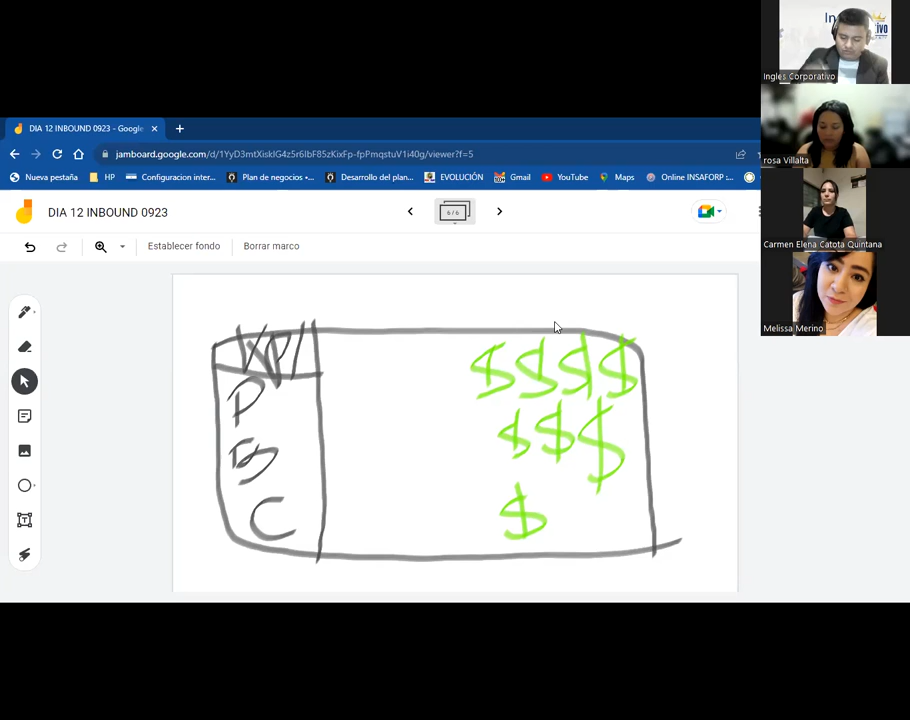 DIA 12 INBOUND 0923 - Google
jamboard.google.com/d/1YyD3mtXisklG4z5r6lbF85zKixFp-fpPmqstuV1i40g/viewer?f=5
Nueva pestaña HP Configuracion inter... Plan de negocios •... Desarrollo del plan... EVOLUCIÓN Gmail YouTube Maps Online INSAFORP :...
DIA 12 INBOUND 0923
6/6
Establecer fondo Borrar marco
KPI $$$$
P $$$
B
C $
Ingles Corporativo
rosa Villalta
Carmen Elena Catota Quintana
Melissa Merino